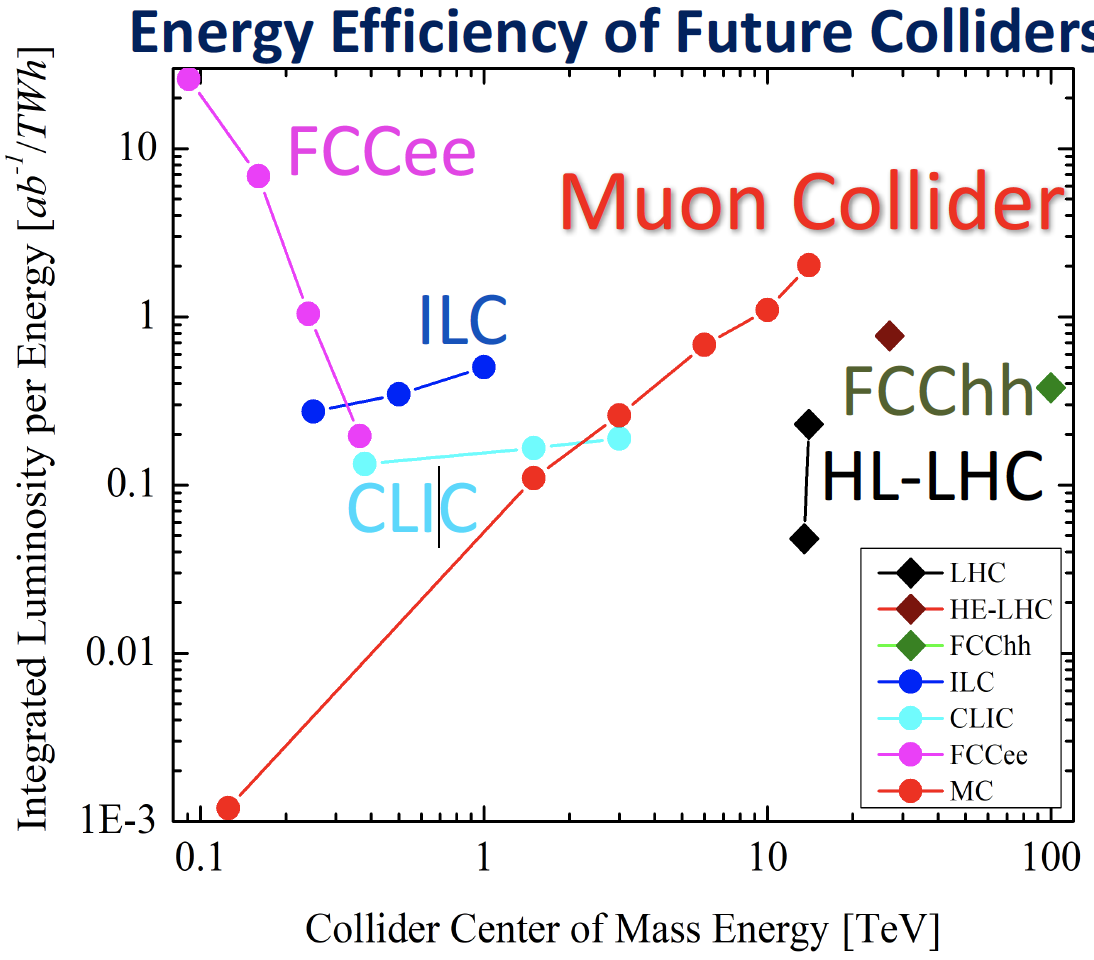 Energy Efficiency of Future Colliders
Integrated Luminosity per Energy [ab⁻¹/TWh]
10
1
0.1
0.01
1E-3
FCCee
Muon Collider
ILC
FCChh
CLIC
HL-LHC
LHC
HE-LHC
FCChh
ILC
CLIC
FCCee
MC
0.1
1
10
100
Collider Center of Mass Energy [TeV]